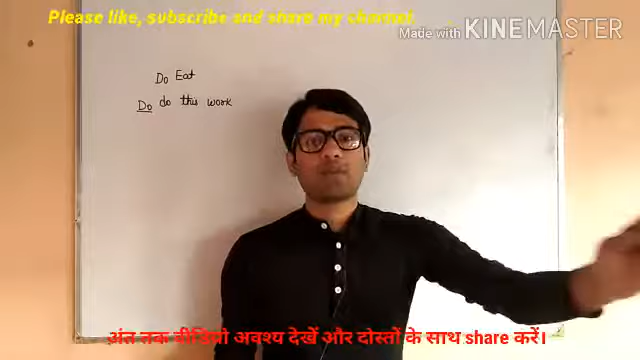 Please like, subscribe and share my channel
Made with KINEMASTER
Do Eat
Do do this work
अंत तक वीडियो अवश्य देखें और दोस्तों के साथ share करें।